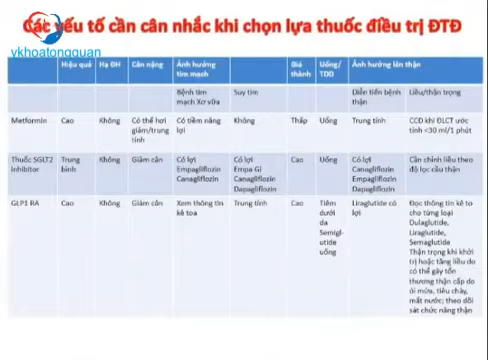 Các yếu tố cần cân nhắc khi chọn lựa thuốc điều trị ĐTĐ
ykhoatongquan
Hiệu quả Hạ ĐH Cân nặng Ảnh hưởng tim mạch Giá thành Uống/ TDD Ảnh hưởng lên thận
Bệnh tim mạch Xơ vữa Suy tim Diễn tiến bệnh thận Liều/thận trọng
Metformin Cao Không Có thể hơi giảm/trung tính Có tiềm năng lợi Không Thấp Uống Trung tính CCĐ khi ĐLCT ước tính <30 ml/1 phút
Thuốc SGLT2 inhibitor Trung bình Không Giảm cân Có lợi Empagliflozin Canagliflozin Có lợi Empa Gl Canagliflozin Dapagliflozin Cao Uống Có lợi Canagliflozin Empagliflozin Dapagliflozin Cần chỉnh liều theo độ lọc cầu thận
GLP1 RA Cao Không Giảm cân Xem thông tin kê toa Trung tính Cao Tiêm dưới da Semigl-utide uống Liraglutide có lợi Đọc thông tin kê to cho từng loại Dulaglutide, Liraglutide, Semaglutide Thận trọng khi khởi trị hoặc tăng liều do có thể gây tổn thương thận cấp do ói mửa, tiêu chảy, mất nước; theo dõi sát chức năng thận